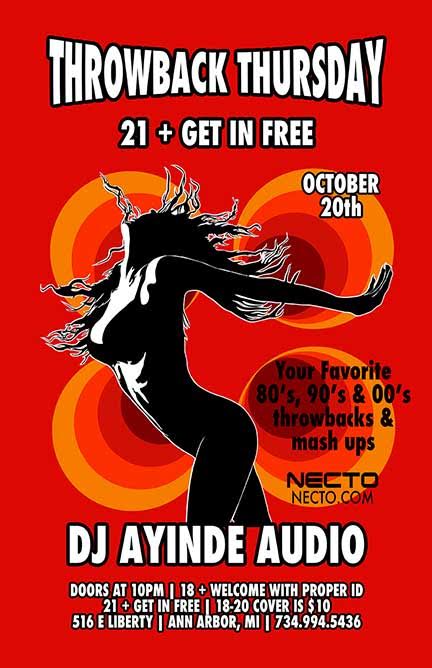 THROWBACK THURSDAY
21 + GET IN FREE
OCTOBER
20th
Your Favorite
80's, 90's & 00's
throwbacks &
mash ups
NECTO
NECTO.COM
DJ AYINDE AUDIO
DOORS AT 10PM | 18 + WELCOME WITH PROPER ID
21 + GET IN FREE | 18-20 COVER IS $10
516 E LIBERTY | ANN ARBOR, MI | 734.994.5436